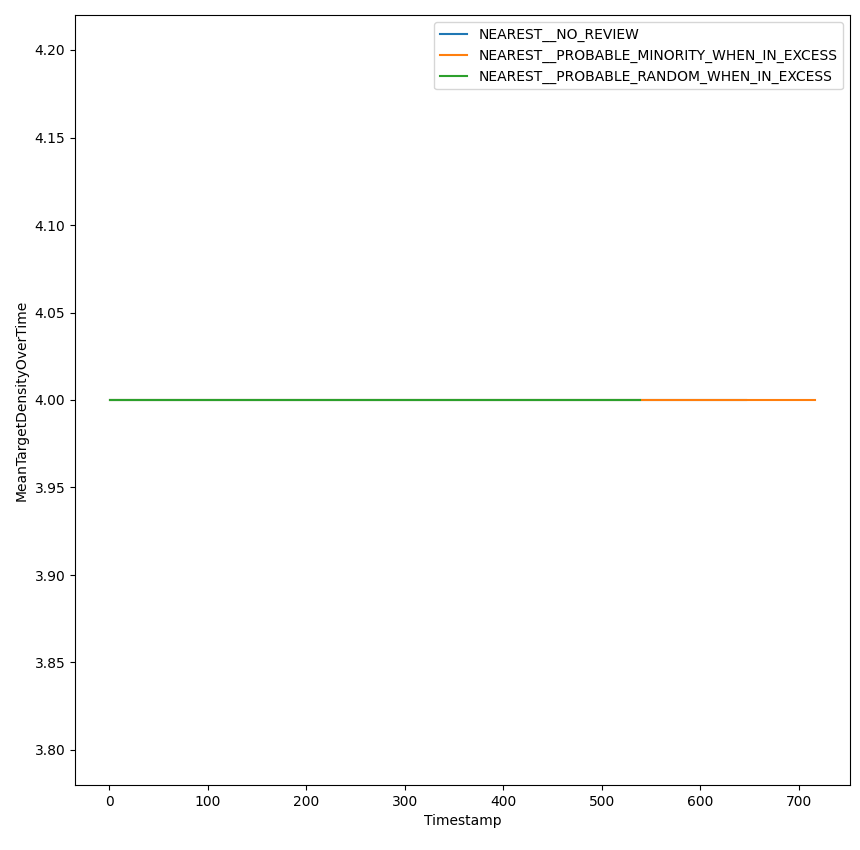 NEAREST__NO_REVIEW
NEAREST__PROBABLE_MINORITY_WHEN_IN_EXCESS
NEAREST__PROBABLE_RANDOM_WHEN_IN_EXCESS
4.20
4.15
4.10
4.05
4.00
3.95
3.90
3.85
3.80
MeanTargetDensityOverTime
0 100 200 300 400 500 600 700
Timestamp